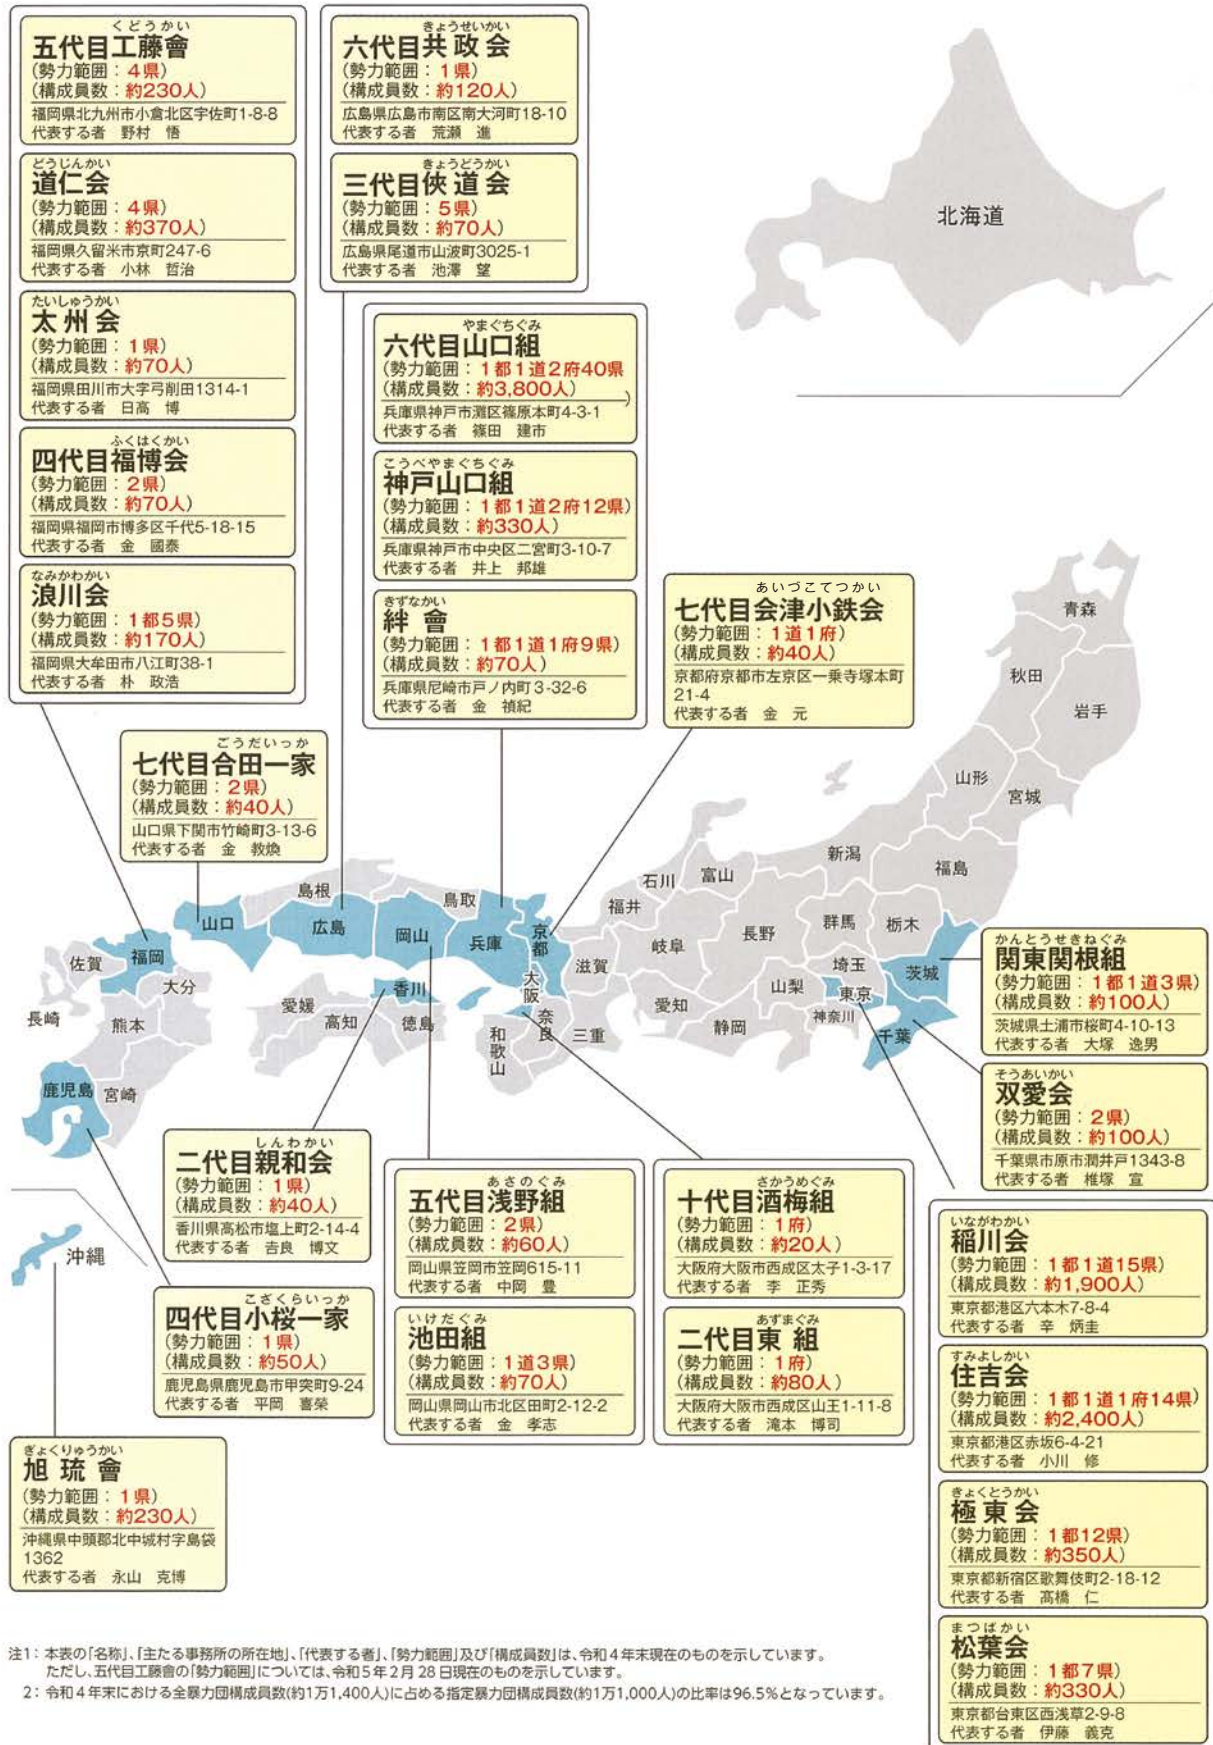 くどうかい
五代目工藤會
(勢力範囲：4県)
(構成員数：約230人)
福岡県北九州市小倉北区宇佐町1-8-8
代表する者　野村　悟
どうじんかい
道仁会
(勢力範囲：4県)
(構成員数：約370人)
福岡県久留米市京町247-6
代表する者　小林　哲治
たいしゅうかい
太州会
(勢力範囲：1県)
(構成員数：約70人)
福岡県田川市大字弓削田1314-1
代表する者　日高　博
ふくはくかい
四代目福博会
(勢力範囲：2県)
(構成員数：約70人)
福岡県福岡市博多区千代5-18-15
代表する者　金　國泰
なみかわかい
浪川会
(勢力範囲：1都5県)
(構成員数：約170人)
福岡県大牟田市八江町38-1
代表する者　朴　政浩
きょうせいかい
六代目共政会
(勢力範囲：1県)
(構成員数：約120人)
広島県広島市南区南大河町18-10
代表する者　荒瀬　進
きょうどうかい
三代目俠道会
(勢力範囲：5県)
(構成員数：約70人)
広島県尾道市山波町3025-1
代表する者　池澤　望
やまぐちぐみ
六代目山口組
(勢力範囲：1都1道2府40県
(構成員数：約3,800人)
)
兵庫県神戸市灘区篠原本町4-3-1
代表する者　篠田　建市
こうべやまぐちぐみ
神戸山口組
(勢力範囲：1都1道2府12県)
(構成員数：約330人)
兵庫県神戸市中央区二宮町3-10-7
代表する者　井上　邦雄
きずなかい
絆會
(勢力範囲：1都1道1府9県)
(構成員数：約70人)
兵庫県尼崎市戸ノ内町3-32-6
代表する者　金　禎紀
あいづこてつかい
七代目会津小鉄会
(勢力範囲：1道1府)
(構成員数：約40人)
京都府京都市左京区一乗寺塚本町
21-4
代表する者　金　元
ごうだいっか
七代目合田一家
(勢力範囲：2県)
(構成員数：約40人)
山口県下関市竹崎町3-13-6
代表する者　金　教煥
北海道
青森
秋田
岩手
山形
宮城
新潟
福島
石川
富山
福井
群馬
栃木
長野
岐阜
埼玉
茨城
山梨
東京
神奈川
千葉
愛知
静岡
滋賀
三重
京都
大阪
奈良
和歌山
兵庫
鳥取
島根
岡山
広島
山口
香川
徳島
愛媛
高知
福岡
佐賀
大分
長崎
熊本
宮崎
鹿児島
沖縄
かんとうせきねぐみ
関東関根組
(勢力範囲：1都1道3県)
(構成員数：約100人)
茨城県土浦市桜町4-10-13
代表する者　大塚　逸男
そうあいかい
双愛会
(勢力範囲：2県)
(構成員数：約100人)
千葉県市原市潤井戸1343-8
代表する者　椎塚　宣
しんわかい
二代目親和会
(勢力範囲：1県)
(構成員数：約40人)
香川県高松市塩上町2-14-4
代表する者　吉良　博文
こざくらいっか
四代目小桜一家
(勢力範囲：1県)
(構成員数：約50人)
鹿児島県鹿児島市甲突町9-24
代表する者　平岡　喜榮
ぎょくりゅうかい
旭琉會
(勢力範囲：1県)
(構成員数：約230人)
沖縄県中頭郡北中城村字島袋
1362
代表する者　永山　克博
あさのぐみ
五代目浅野組
(勢力範囲：2県)
(構成員数：約60人)
岡山県笠岡市笠岡615-11
代表する者　中岡　豊
いけだぐみ
池田組
(勢力範囲：1道3県)
(構成員数：約70人)
岡山県岡山市北区田町2-12-2
代表する者　金　孝志
さかうめぐみ
十代目酒梅組
(勢力範囲：1府)
(構成員数：約20人)
大阪府大阪市西成区太子1-3-17
代表する者　李　正秀
あずまぐみ
二代目東組
(勢力範囲：1府)
(構成員数：約80人)
大阪府大阪市西成区山王1-11-8
代表する者　滝本　博司
いながわかい
稲川会
(勢力範囲：1都1道15県)
(構成員数：約1,900人)
東京都港区六本木7-8-4
代表する者　辛　炳圭
すみよしかい
住吉会
(勢力範囲：1都1道1府14県)
(構成員数：約2,400人)
東京都港区赤坂6-4-21
代表する者　小川　修
きょくとうかい
極東会
(勢力範囲：1都12県)
(構成員数：約350人)
東京都新宿区歌舞伎町2-18-12
代表する者　髙橋　仁
まつばかい
松葉会
(勢力範囲：1都7県)
(構成員数：約330人)
東京都台東区西浅草2-9-8
代表する者　伊藤　義克
注1：本表の「名称」、「主たる事務所の所在地」、「代表する者」、「勢力範囲」及び「構成員数」は、令和4年末現在のものを示しています。
ただし、五代目工藤會の「勢力範囲」については、令和5年2月28日現在のものを示しています。
2：令和4年末における全暴力団構成員数(約1万1,400人)に占める指定暴力団構成員数(約1万1,000人)の比率は96.5%となっています。